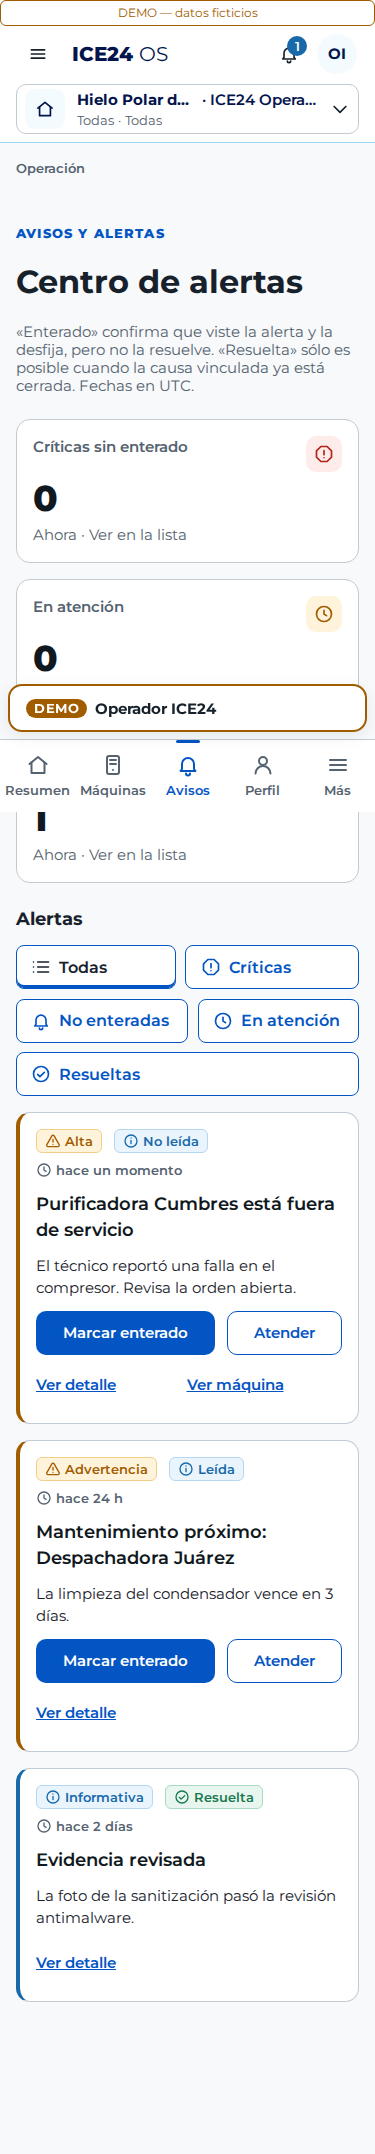 DEMO — datos ficticios
ICE24 OS
1
OI
Hielo Polar d... · ICE24 Opera...
Todas · Todas
Operación
AVISOS Y ALERTAS
Centro de alertas
«Enterado» confirma que viste la alerta y la
desfija, pero no la resuelve. «Resuelta» sólo es
posible cuando la causa vinculada ya está
cerrada. Fechas en UTC.
Críticas sin enterado
0
Ahora · Ver en la lista
En atención
0
DEMO Operador ICE24
Resumen Máquinas Avisos Perfil Más
Ahora · Ver en la lista
Alertas
Todas Críticas
No enteradas En atención
Resueltas
Alta No leída
hace un momento
Purificadora Cumbres está fuera
de servicio
El técnico reportó una falla en el
compresor. Revisa la orden abierta.
Marcar enterado Atender
Ver detalle Ver máquina
Advertencia Leída
hace 24 h
Mantenimiento próximo:
Despachadora Juárez
La limpieza del condensador vence en 3
días.
Marcar enterado Atender
Ver detalle
Informativa Resuelta
hace 2 días
Evidencia revisada
La foto de la sanitización pasó la revisión
antimalware.
Ver detalle